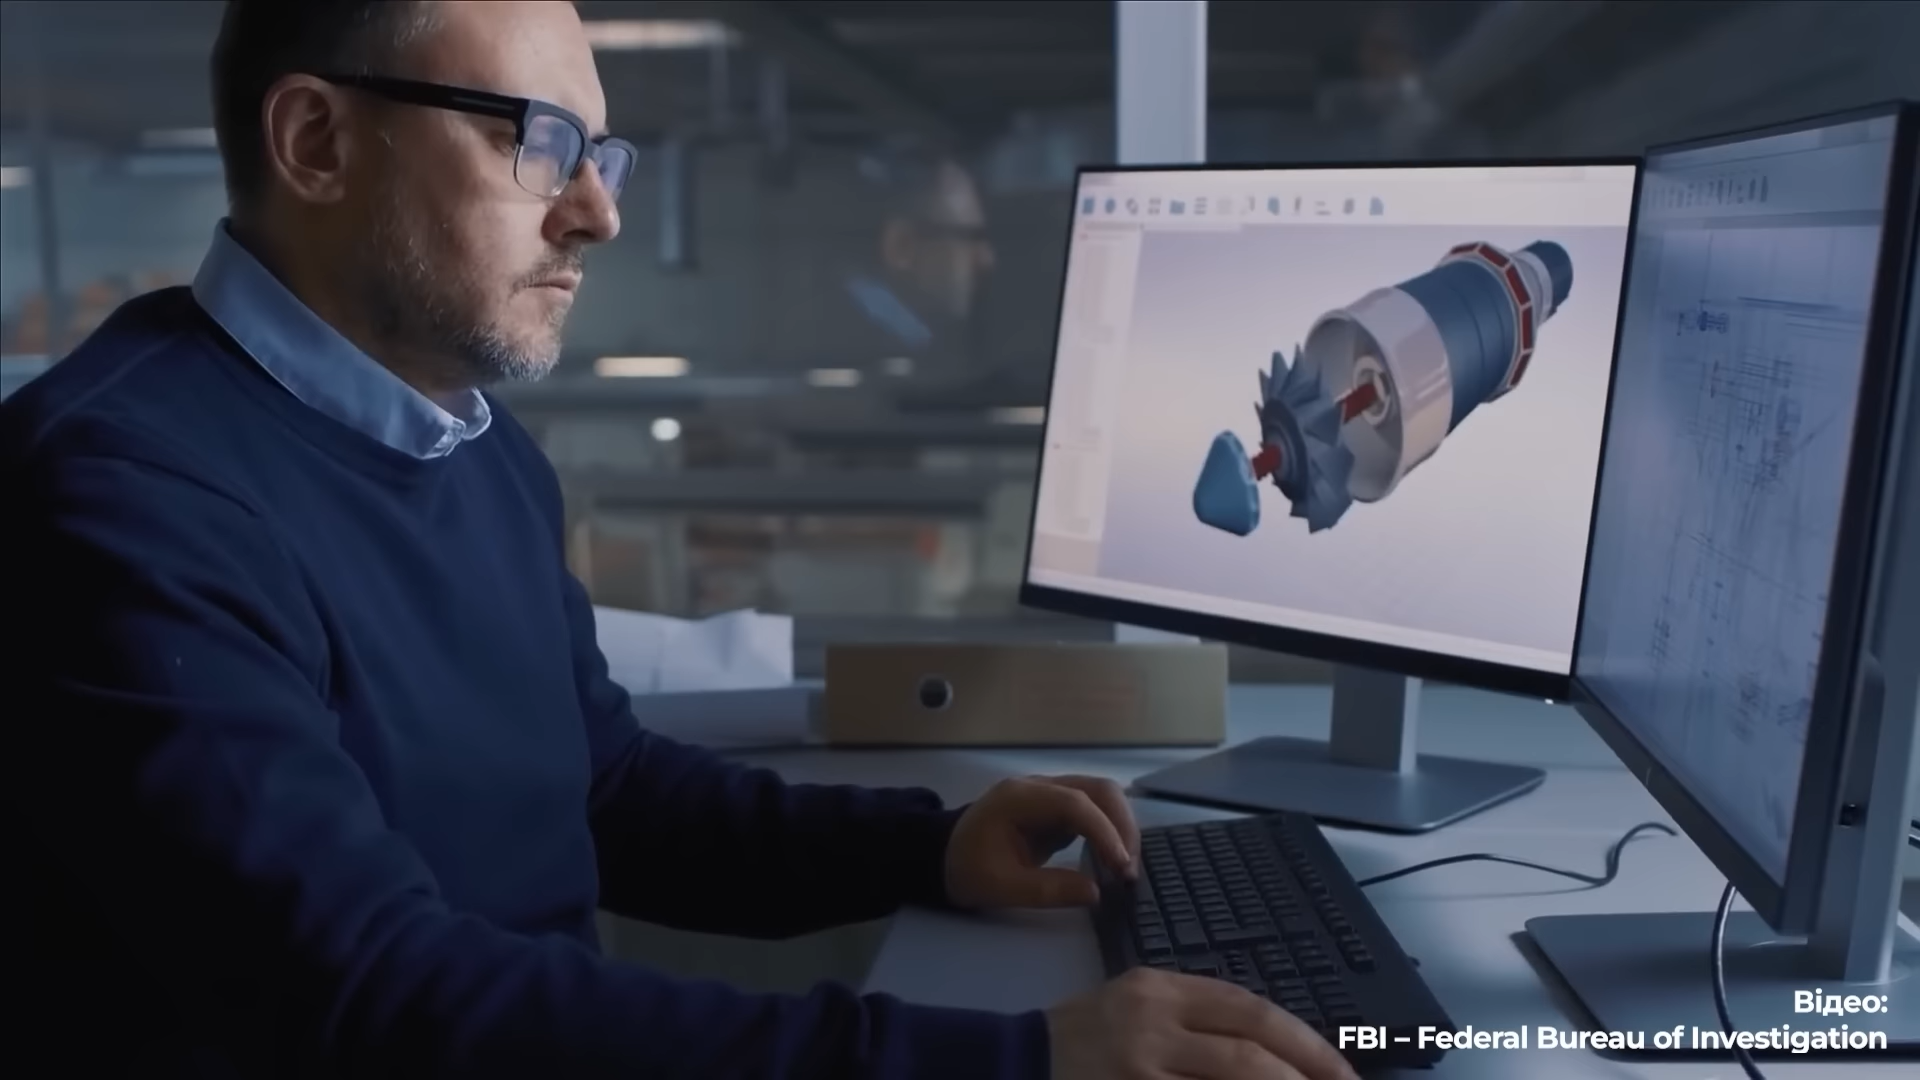 Відео:
FBI – Federal Bureau of Investigation